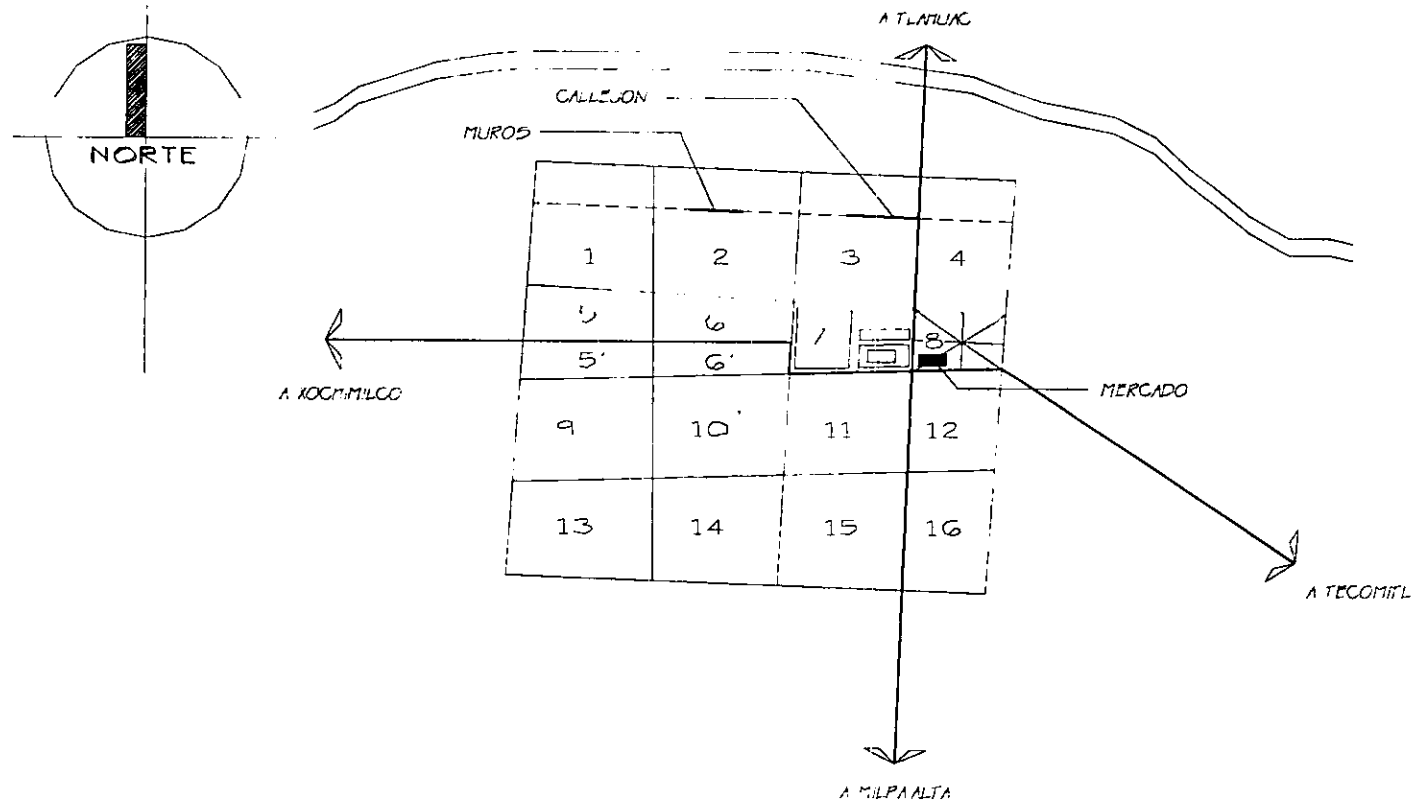 A TLAHUAC
CALLEJON
MUROS
NORTE
1 2 3 4
5 6 7 8
5' 6'
MERCADO
A XOCHIMILCO
9 10' 11 12
13 14 15 16
A TECOMITL
A MILPA ALTA